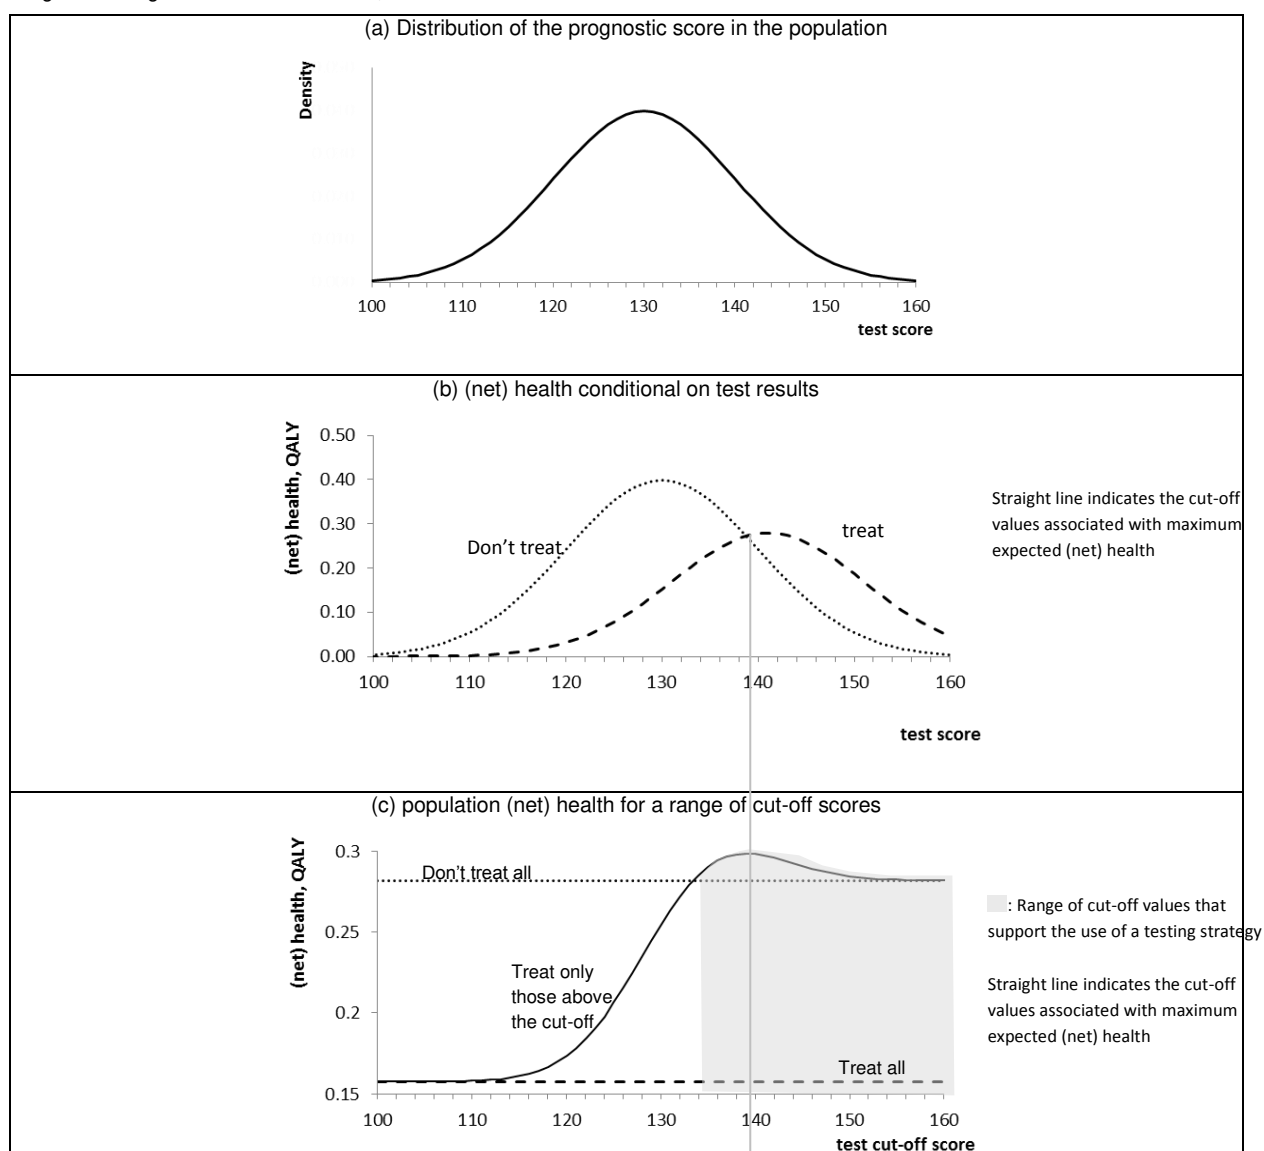 (a) Distribution of the prognostic score in the population
Density
100 110 120 130 140 150 160
test score
(b) (net) health conditional on test results
(net) health, QALY
0.50
0.40
0.30
0.20
0.10
0.00
Don't treat
treat
100 110 120 130 140 150 160
test score
Straight line indicates the cut-off
values associated with maximum
expected (net) health
(c) population (net) health for a range of cut-off scores
(net) health, QALY
0.3
0.25
0.2
0.15
Don't treat all
Treat only
those above
the cut-off
Treat all
100 110 120 130 140 150 160
test cut-off score
: Range of cut-off values that
support the use of a testing strategy
Straight line indicates the cut-off
values associated with maximum
expected (net) health